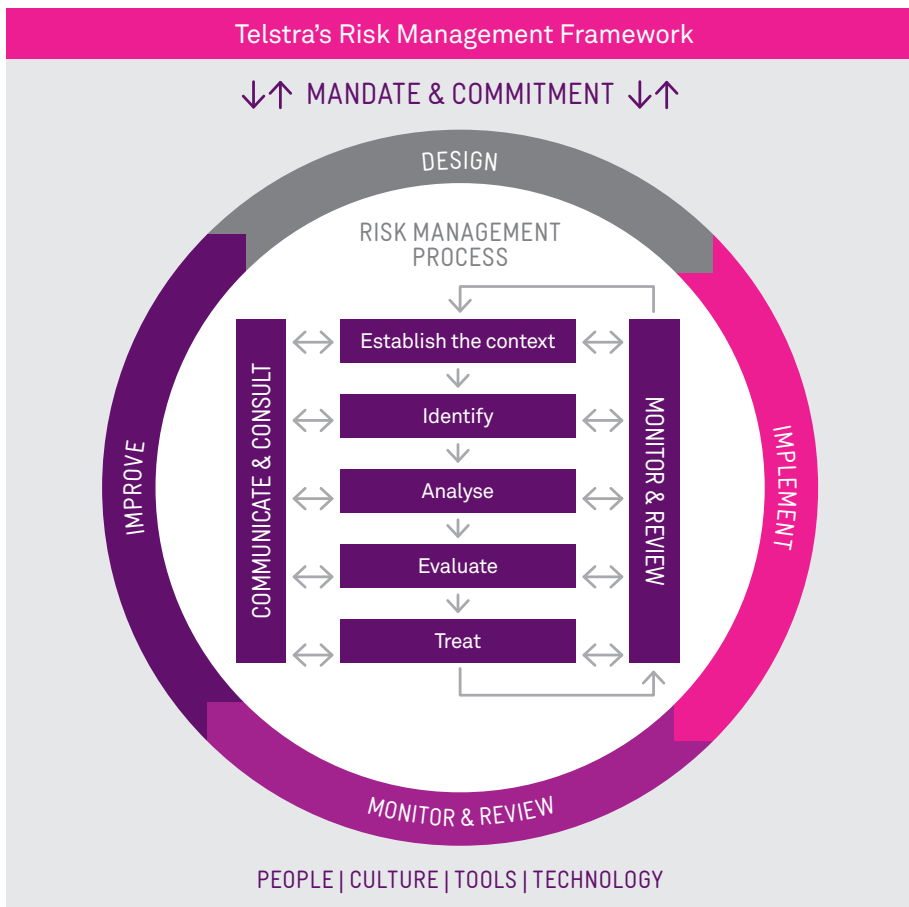 Telstra's Risk Management Framework
MANDATE & COMMITMENT
DESIGN
RISK MANAGEMENT
PROCESS
Establish the context
Identify
Analyse
Evaluate
Treat
COMMUNICATE & CONSULT
MONITOR & REVIEW
IMPROVE
IMPLEMENT
MONITOR & REVIEW
PEOPLE | CULTURE | TOOLS | TECHNOLOGY